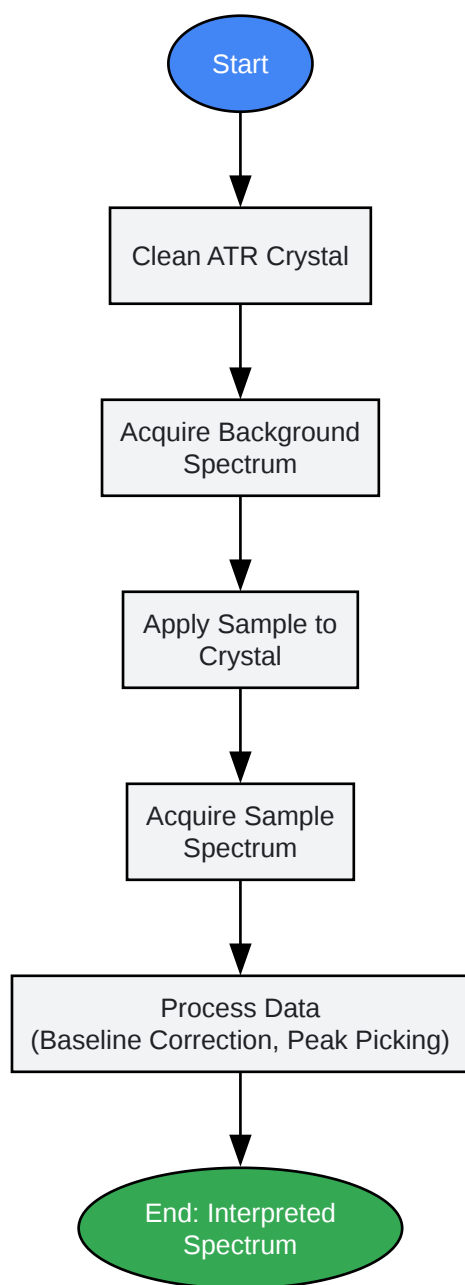 Start
Clean ATR Crystal
Acquire Background
Spectrum
Apply Sample to
Crystal
Acquire Sample
Spectrum
Process Data
(Baseline Correction, Peak Picking)
End: Interpreted
Spectrum